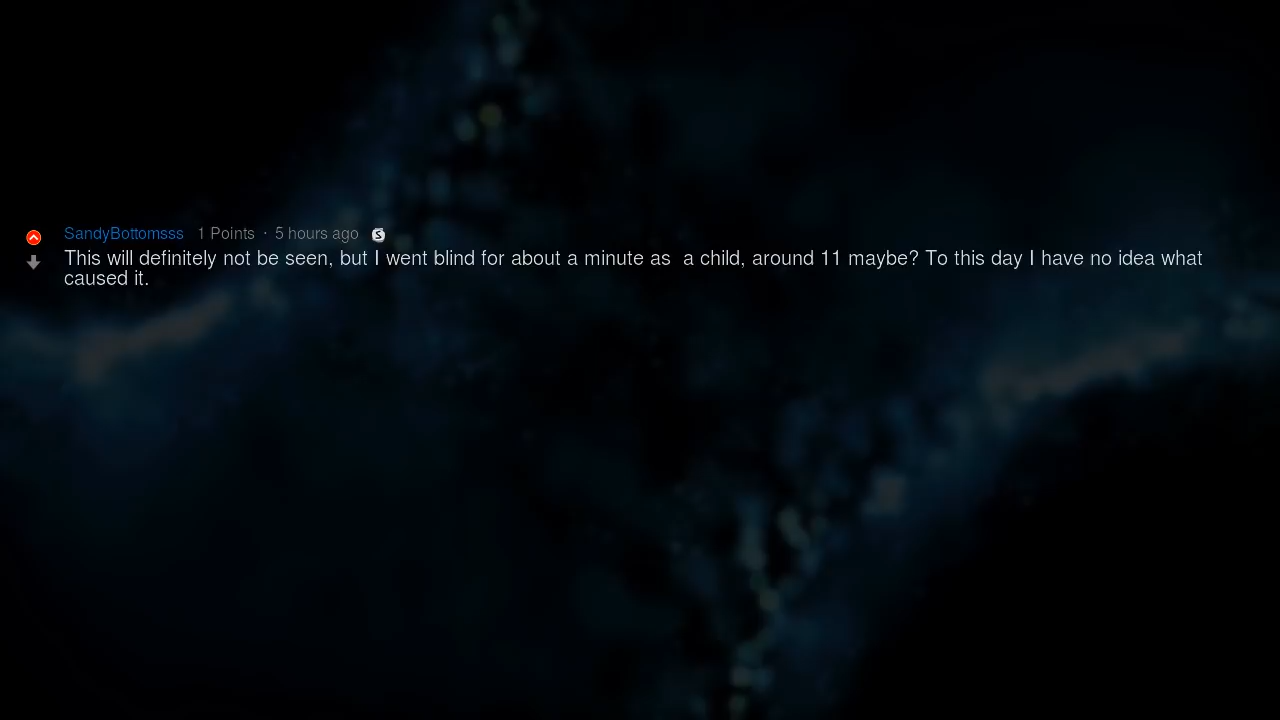 SandyBottomsss 1 Points · 5 hours ago S
This will definitely not be seen, but I went blind for about a minute as  a child, around 11 maybe? To this day I have no idea what
caused it.